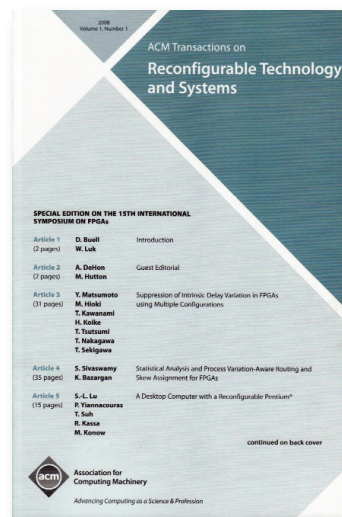 2008
Volume 1, Number 1
ACM Transactions on
Reconfigurable Technology
and Systems
SPECIAL EDITION ON THE 15TH INTERNATIONAL
SYMPOSIUM ON FPGAs
Article 1 D. Buell Introduction
(2 pages) W. Luk
Article 2 A. DeHon Guest Editorial
(2 pages) M. Hutton
Article 3 Y. Matsumoto Suppression of Intrinsic Delay Variation in FPGAs
(31 pages) M. Hioki using Multiple Configurations
T. Kawanami
H. Koike
T. Tsutsumi
T. Nakagawa
T. Sekigawa
Article 4 S. Sivaswamy Statistical Analysis and Process Variation-Aware Routing and
(35 pages) K. Bazargan Skew Assignment for FPGAs
Article 5 S.-L. Lu A Desktop Computer with a Reconfigurable Pentium®
(15 pages) P. Yiannacouras
T. Suh
R. Kassa
M. Konow
continued on back cover
acm
Association for
Computing Machinery
Advancing Computing as a Science & Profession